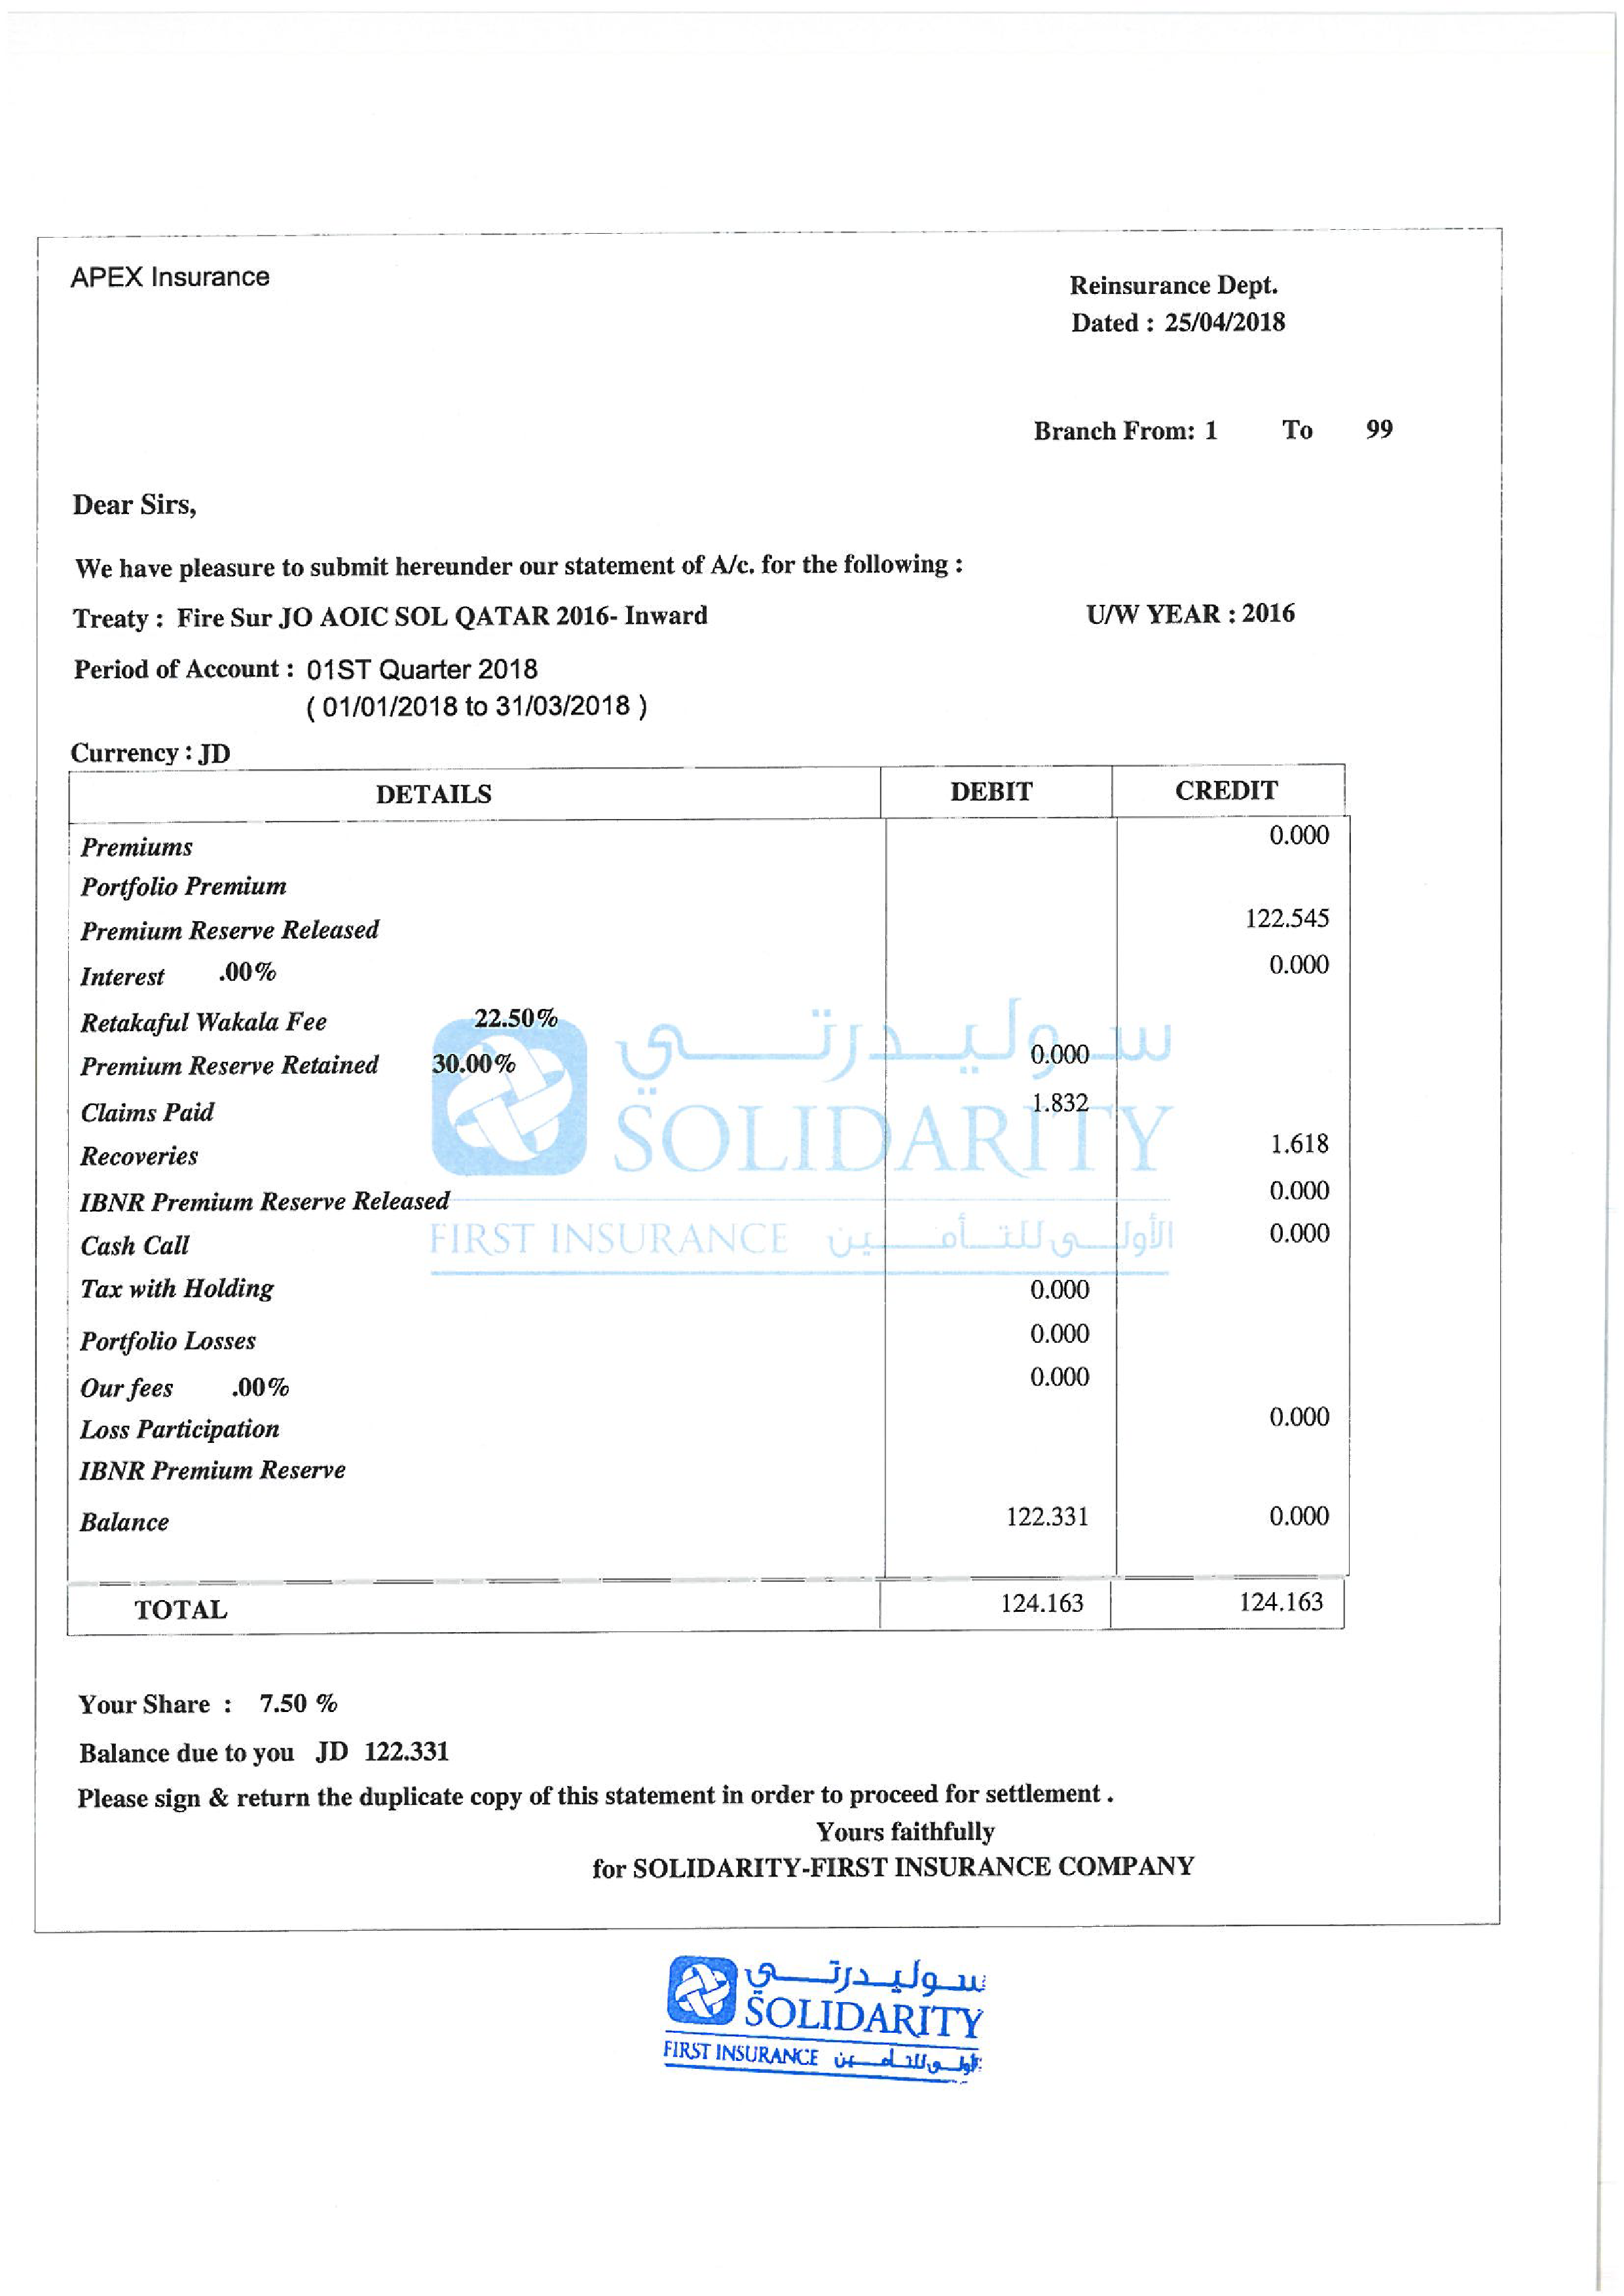 APEX Insurance
Reinsurance Dept.
Dated : 25/04/2018
Branch From: 1 To 99
Dear Sirs,
We have pleasure to submit hereunder our statement of A/c. for the following :
Treaty : Fire Sur JO AOIC SOL QATAR 2016- Inward U/W YEAR : 2016
Period of Account : 01ST Quarter 2018
( 01/01/2018 to 31/03/2018 )
Currency : JD
DETAILS DEBIT CREDIT
Premiums 0.000
Portfolio Premium
Premium Reserve Released 122.545
Interest .00% 0.000
Retakaful Wakala Fee 22.50%
Premium Reserve Retained 30.00% 0.000
Claims Paid 1.832
Recoveries 1.618
IBNR Premium Reserve Released 0.000
Cash Call 0.000
Tax with Holding 0.000
Portfolio Losses 0.000
Our fees .00% 0.000
Loss Participation 0.000
IBNR Premium Reserve
Balance 122.331 0.000
TOTAL 124.163 124.163
سوليدرتي
SOLIDARITY
FIRST INSURANCE الأولى للتأمين
Your Share : 7.50 %
Balance due to you JD 122.331
Please sign & return the duplicate copy of this statement in order to proceed for settlement .
Yours faithfully
for SOLIDARITY-FIRST INSURANCE COMPANY
سوليدرتي
SOLIDARITY
FIRST INSURANCE الأولى للتأمين